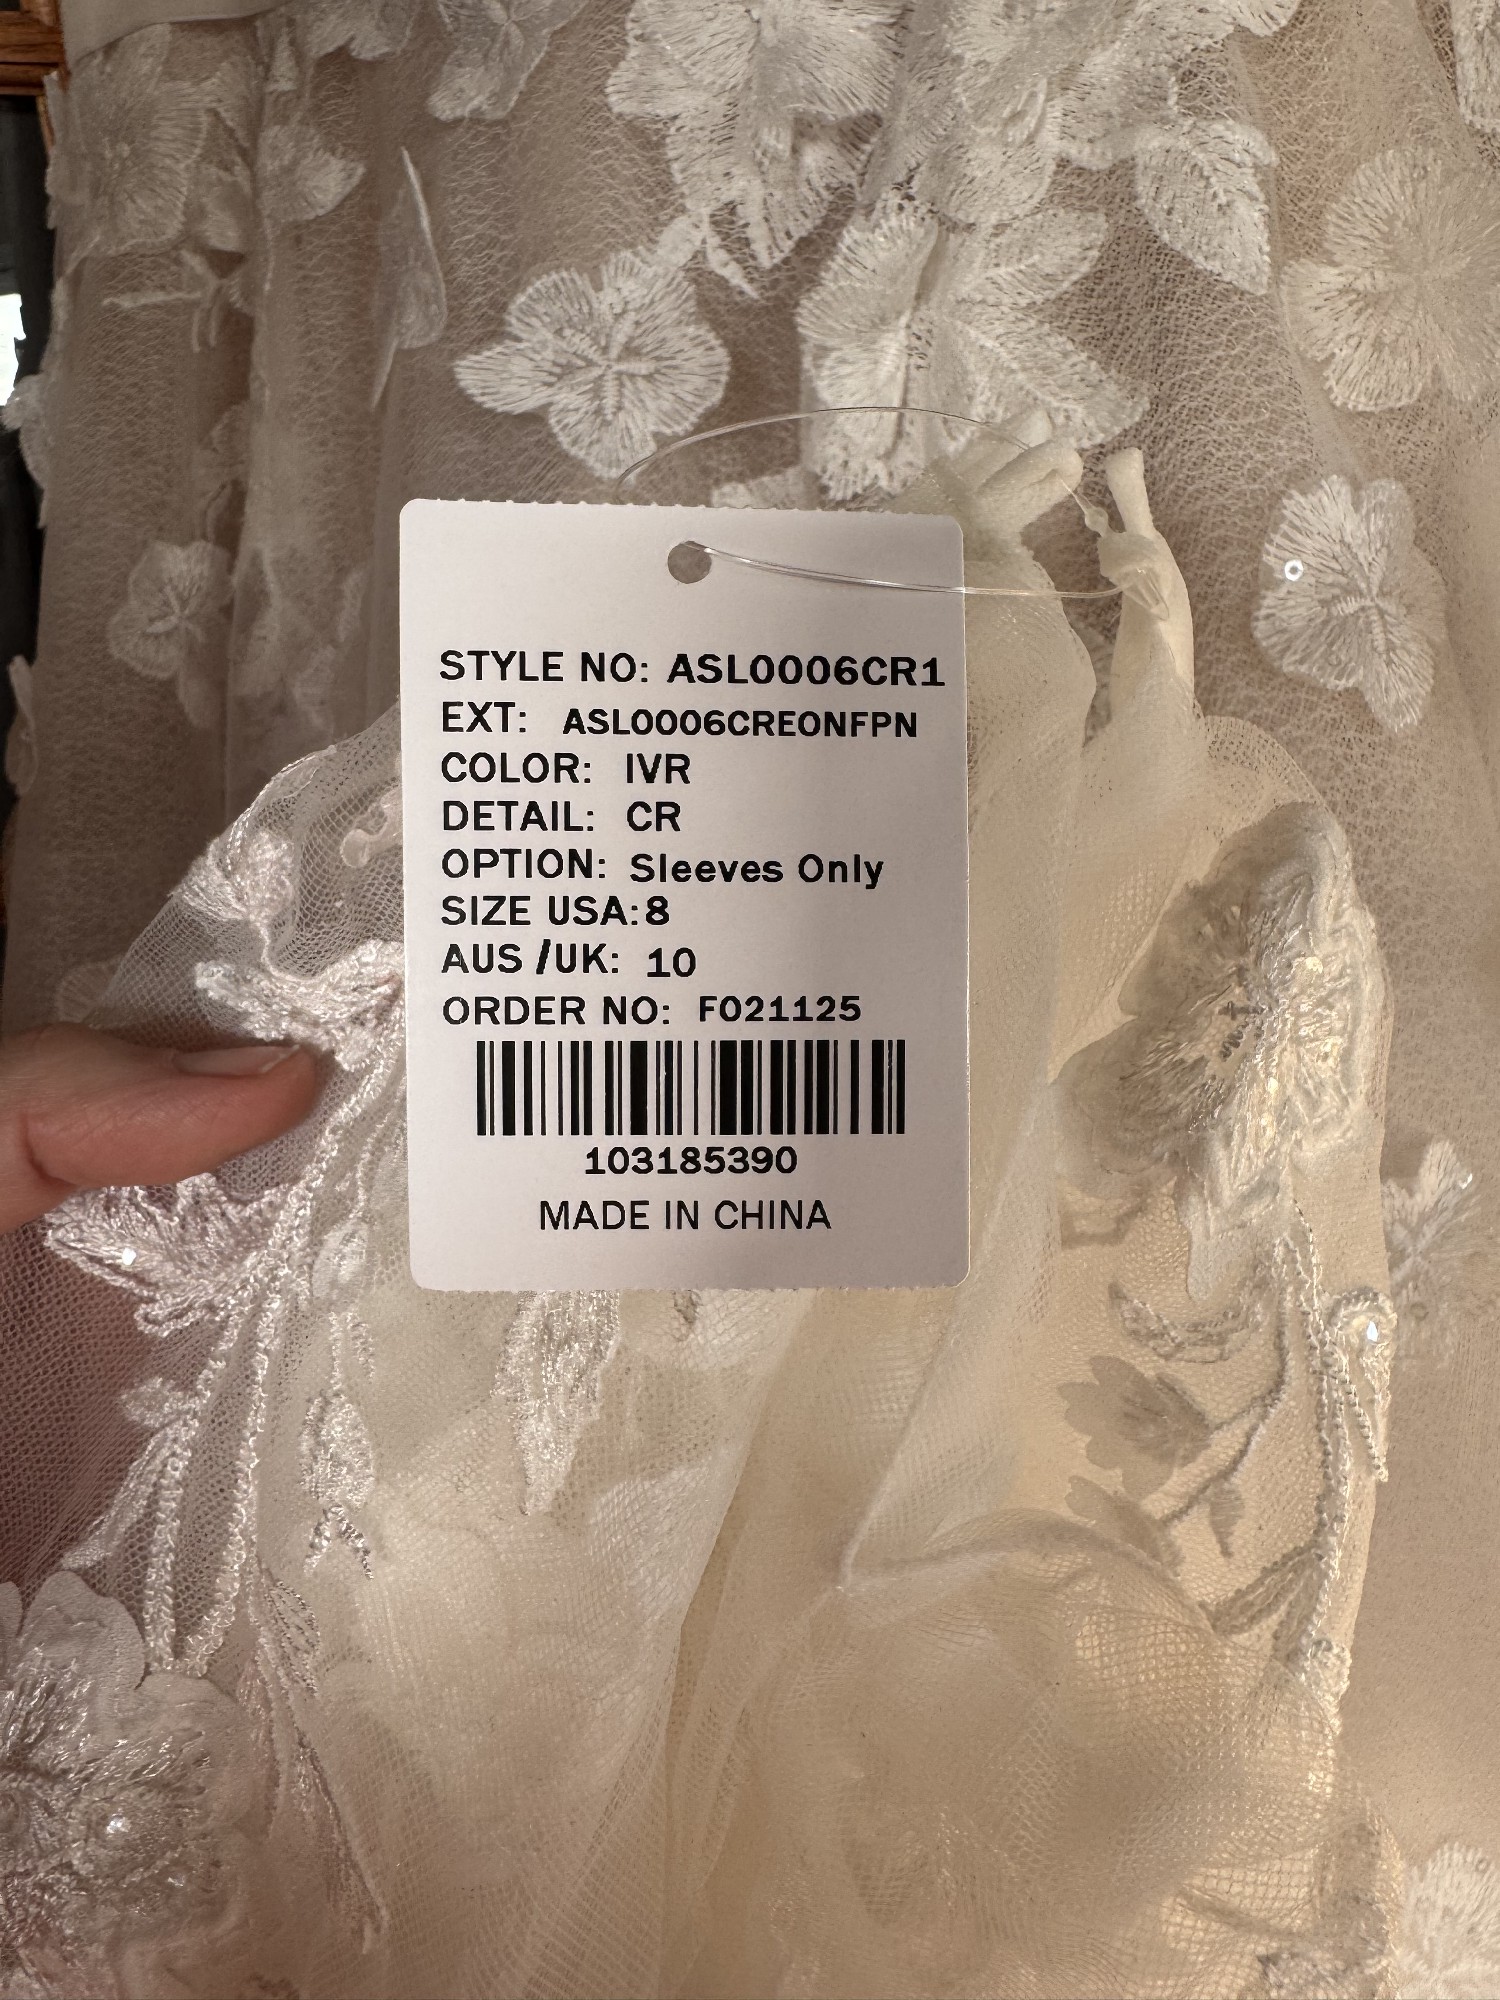 STYLE NO: ASL0006CR1
EXT: ASL0006CREONFPN
COLOR: IVR
DETAIL: CR
OPTION: Sleeves Only
SIZE USA: 8
AUS /UK: 10
ORDER NO: F021125
103185390
MADE IN CHINA